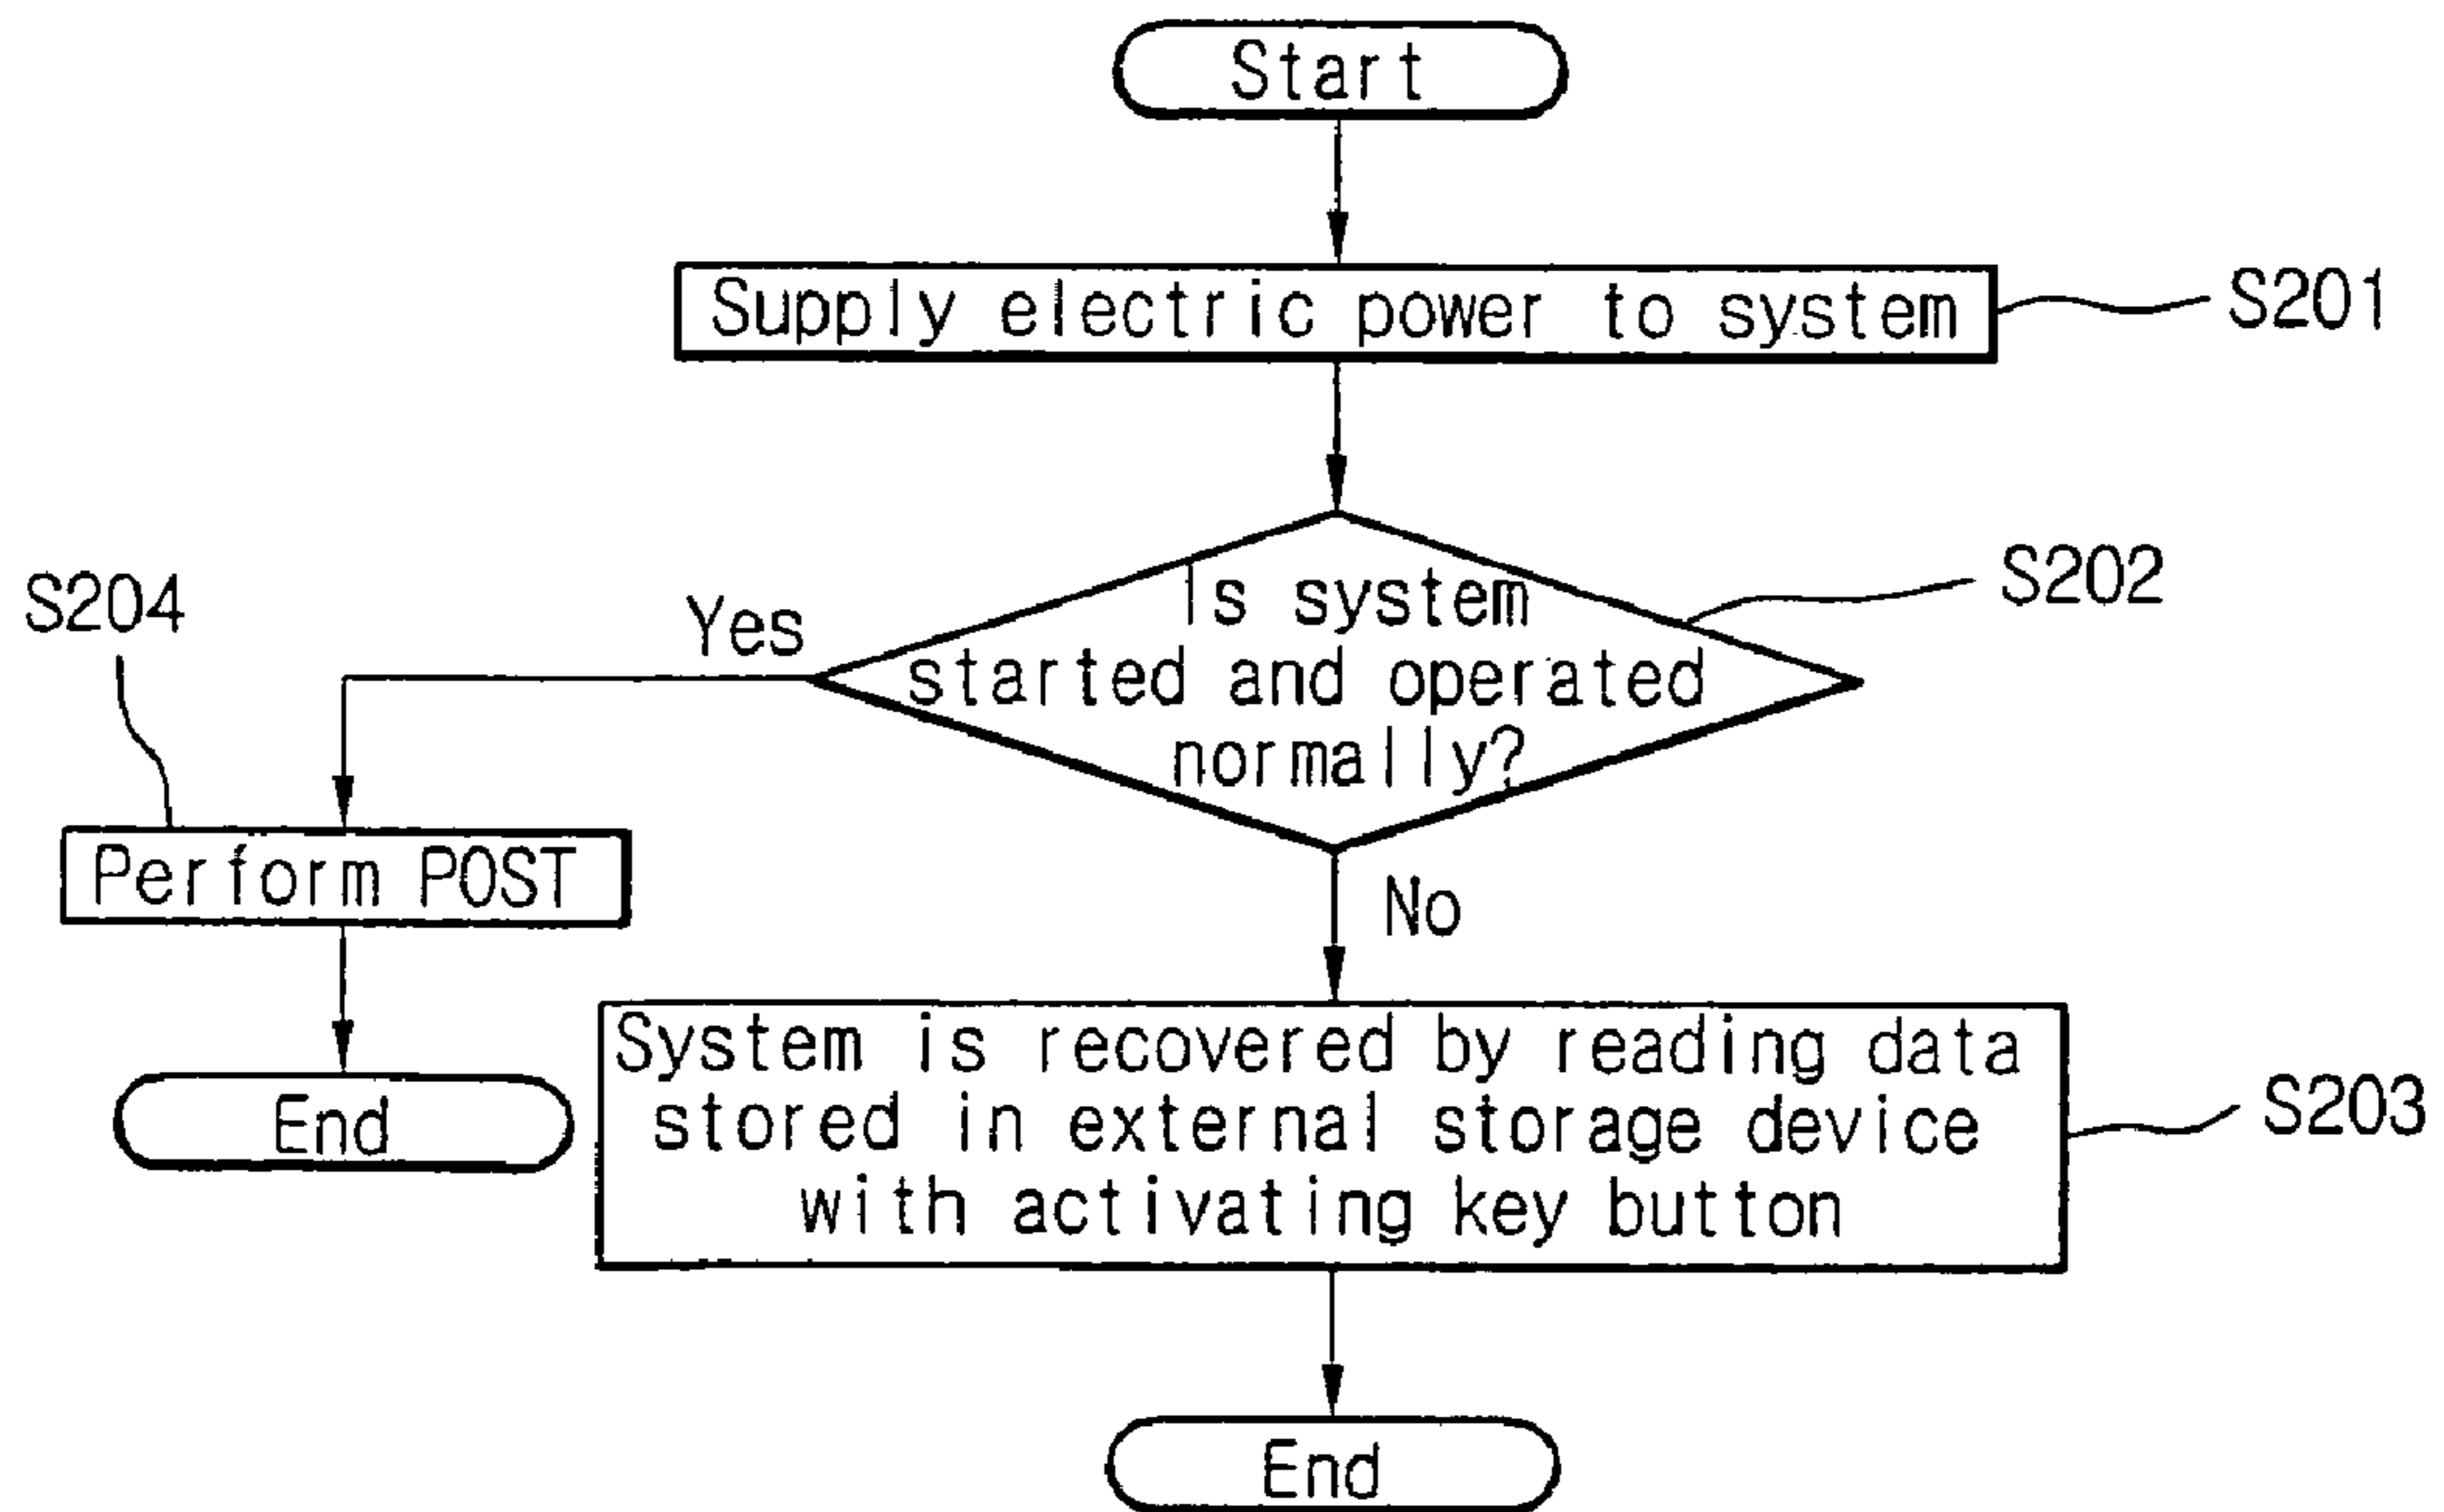 Start
Supply electric power to system
S201
Is system
started and operated
normally?
S202
Yes
S204
No
Perform POST
End
System is recovered by reading data
stored in external storage device
with activating key button
S203
End